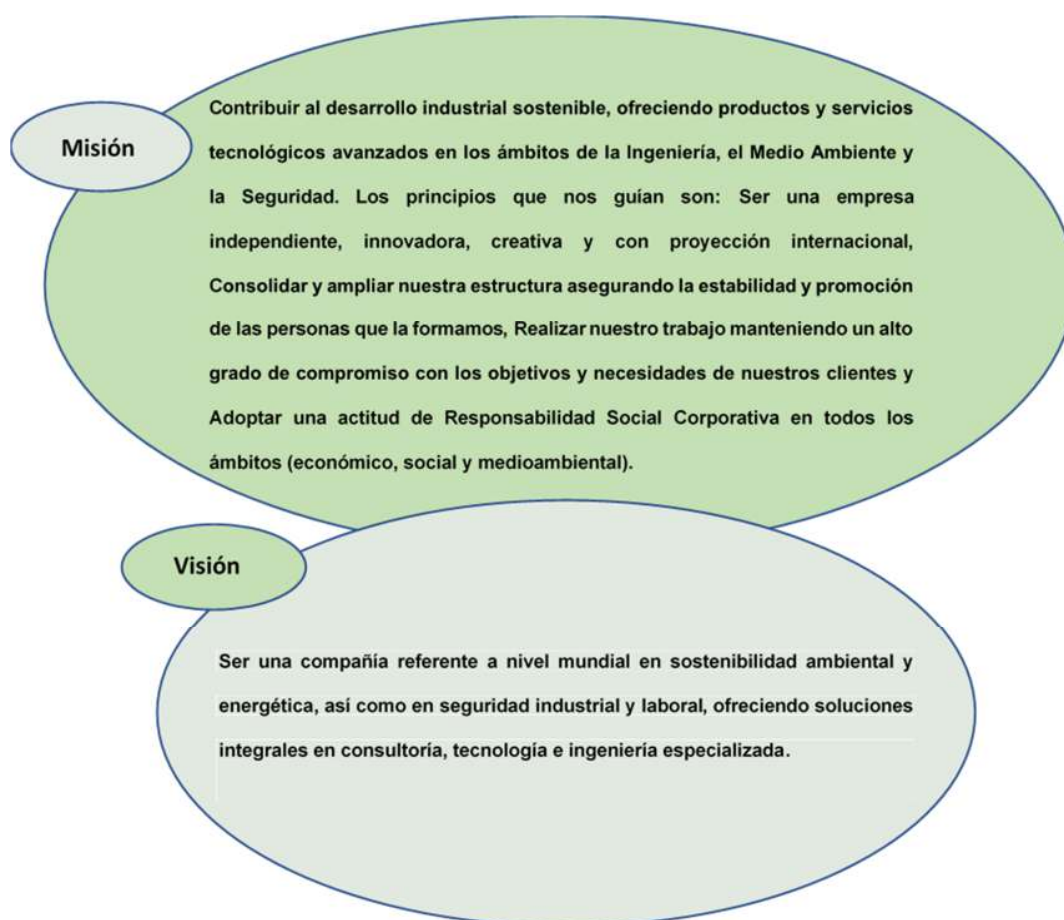 Misión
Contribuir al desarrollo industrial sostenible, ofreciendo productos y servicios
tecnológicos avanzados en los ámbitos de la Ingeniería, el Medio Ambiente y
la Seguridad. Los principios que nos guían son: Ser una empresa
independiente, innovadora, creativa y con proyección internacional,
Consolidar y ampliar nuestra estructura asegurando la estabilidad y promoción
de las personas que la formamos, Realizar nuestro trabajo manteniendo un alto
grado de compromiso con los objetivos y necesidades de nuestros clientes y
Adoptar una actitud de Responsabilidad Social Corporativa en todos los
ámbitos (económico, social y medioambiental).
Visión
Ser una compañía referente a nivel mundial en sostenibilidad ambiental y
energética, así como en seguridad industrial y laboral, ofreciendo soluciones
integrales en consultoría, tecnología e ingeniería especializada.